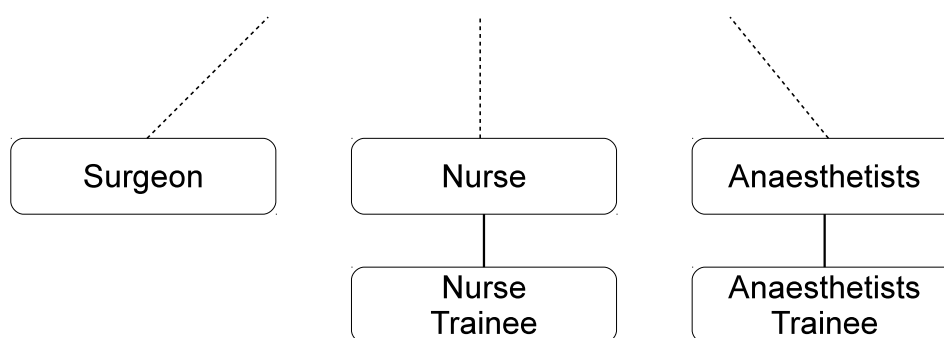 Surgeon
Nurse
Anaesthetists
Nurse
Trainee
Anaesthetists
Trainee